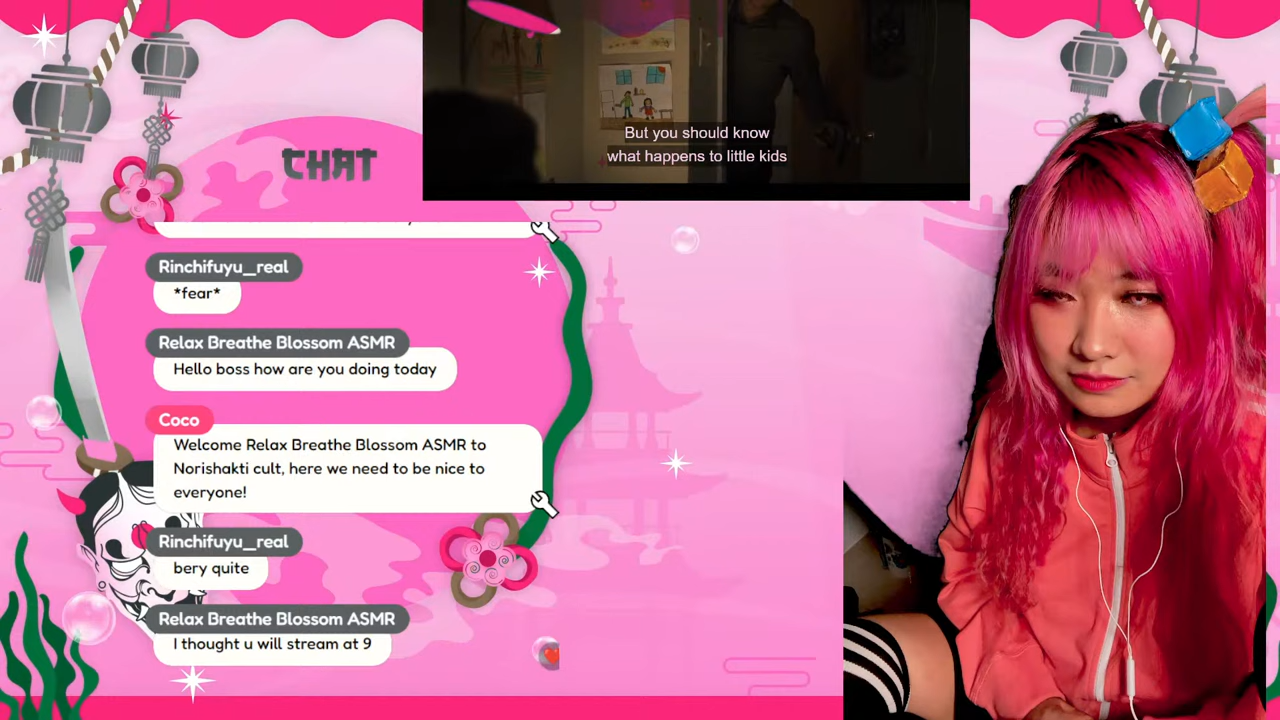 But you should know
what happens to little kids
CHAT
Rinchifuyu_real
*fear*
Relax Breathe Blossom ASMR
Hello boss how are you doing today
Coco
Welcome Relax Breathe Blossom ASMR to
Norishakti cult, here we need to be nice to
everyone!
Rinchifuyu_real
bery quite
Relax Breathe Blossom ASMR
I thought u will stream at 9